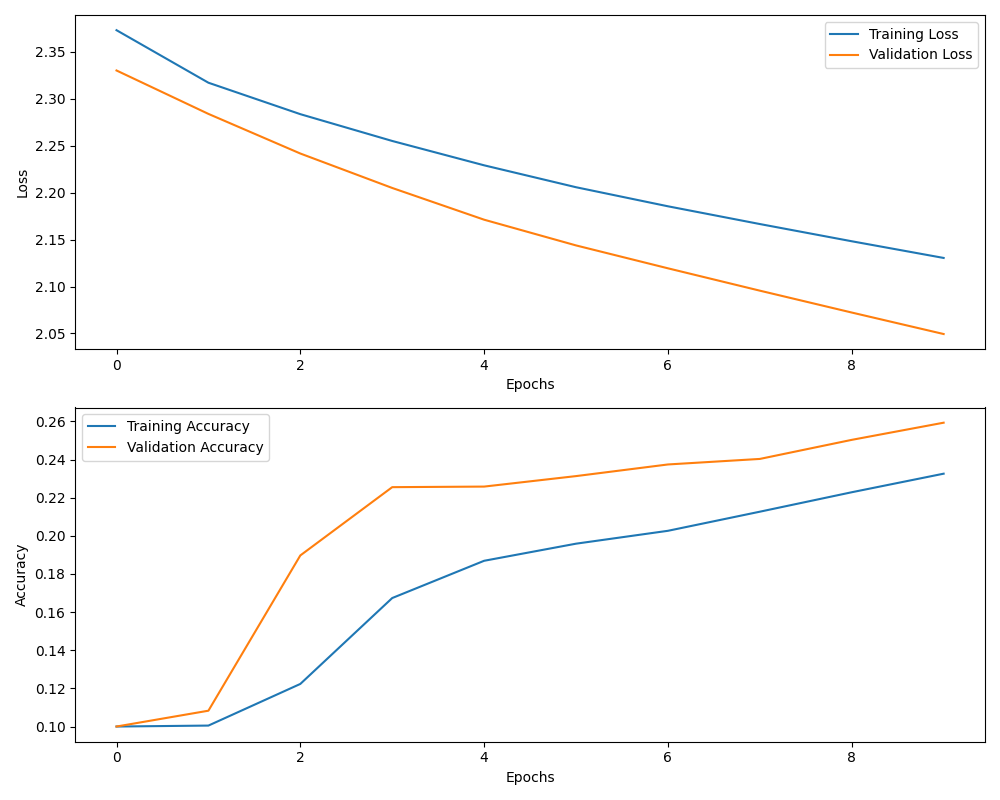 2.35
2.30
2.25
2.20
2.15
2.10
2.05
Loss
Training Loss
Validation Loss
0 2 4 6 8
Epochs
0.26
0.24
0.22
0.20
0.18
0.16
0.14
0.12
0.10
Accuracy
Training Accuracy
Validation Accuracy
0 2 4 6 8
Epochs